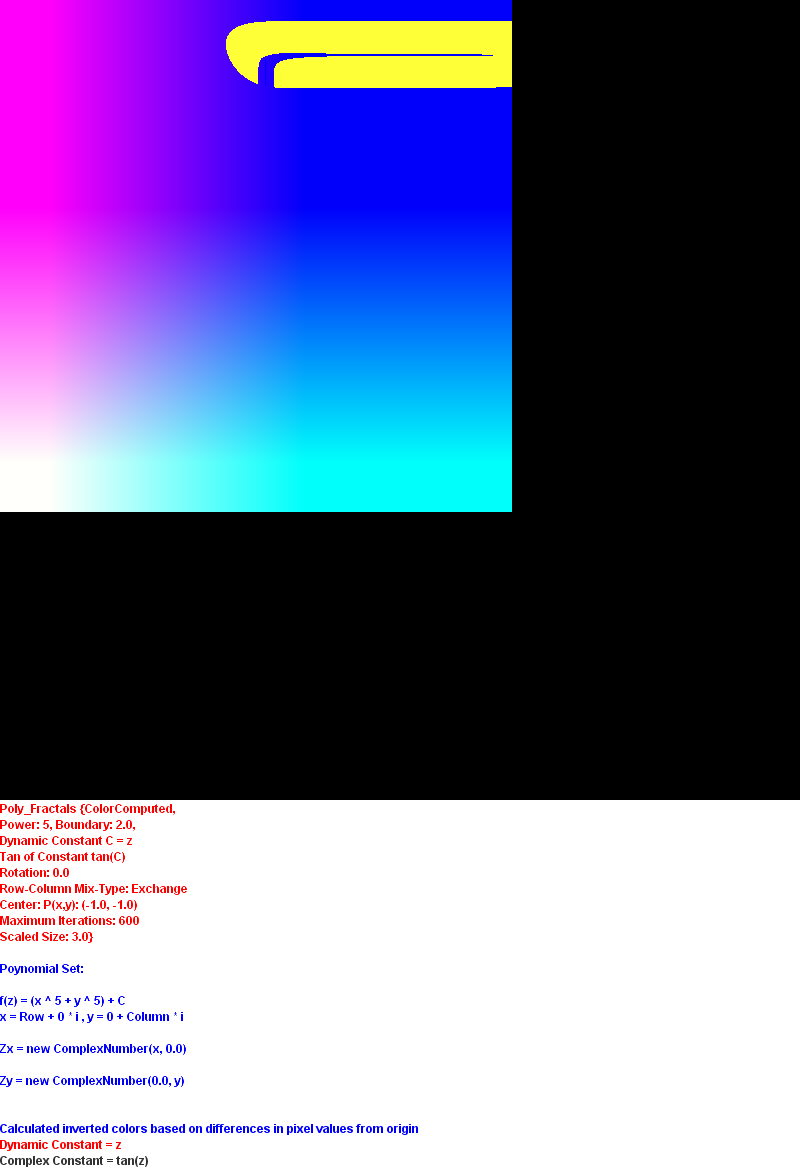 Poly_Fractals {ColorComputed,
Power: 5, Boundary: 2.0,
Dynamic Constant C = z
Tan of Constant tan(C)
Rotation: 0.0
Row-Column Mix-Type: Exchange
Center: P(x,y): (-1.0, -1.0)
Maximum Iterations: 600
Scaled Size: 3.0}
Poynomial Set:
f(z) = (x ^ 5 + y ^ 5) + C
x = Row + 0 * i , y = 0 + Column * i
Zx = new ComplexNumber(x, 0.0)
Zy = new ComplexNumber(0.0, y)
Calculated inverted colors based on differences in pixel values from origin
Dynamic Constant = z
Complex Constant = tan(z)